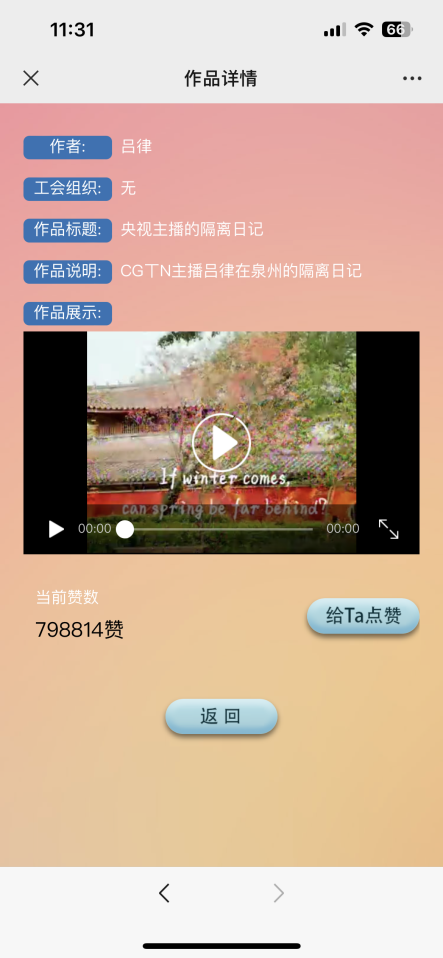 11:31
66
作品详情
作者: 吕律
工会组织: 无
作品标题: 央视主播的隔离日记
作品说明: CGTN主播吕律在泉州的隔离日记
作品展示:
If winter comes,
can spring be far behind?
00:00 00:00
当前赞数
798814赞
给Ta点赞
返 回